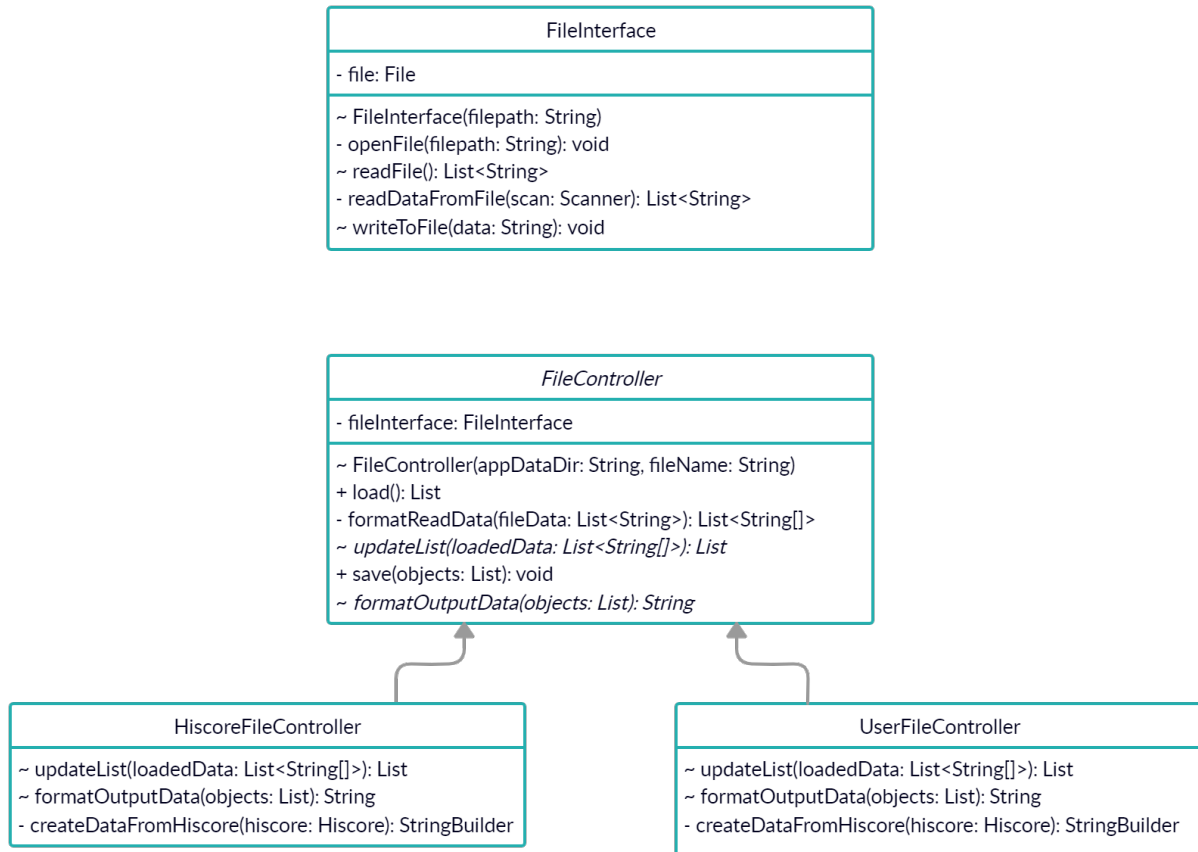 FileInterface
- file: File
~ FileInterface(filepath: String)
- openFile(filepath: String): void
~ readFile(): List<String>
- readDataFromFile(scan: Scanner): List<String>
~ writeToFile(data: String): void
FileController
- fileInterface: FileInterface
~ FileController(appDataDir: String, fileName: String)
+ load(): List
- formatReadData(fileData: List<String>): List<String[]>
~ updateList(loadedData: List<String[]>): List
+ save(objects: List): void
~ formatOutputData(objects: List): String
HiscoreFileController
~ updateList(loadedData: List<String[]>): List
~ formatOutputData(objects: List): String
- createDataFromHiscore(hiscore: Hiscore): StringBuilder
UserFileController
~ updateList(loadedData: List<String[]>): List
~ formatOutputData(objects: List): String
- createDataFromHiscore(hiscore: Hiscore): StringBuilder